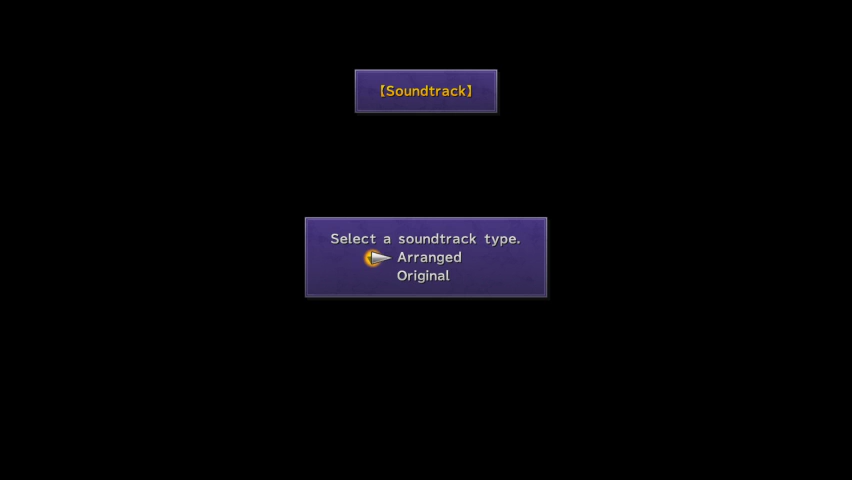 【Soundtrack】
Select a soundtrack type.
Arranged
Original